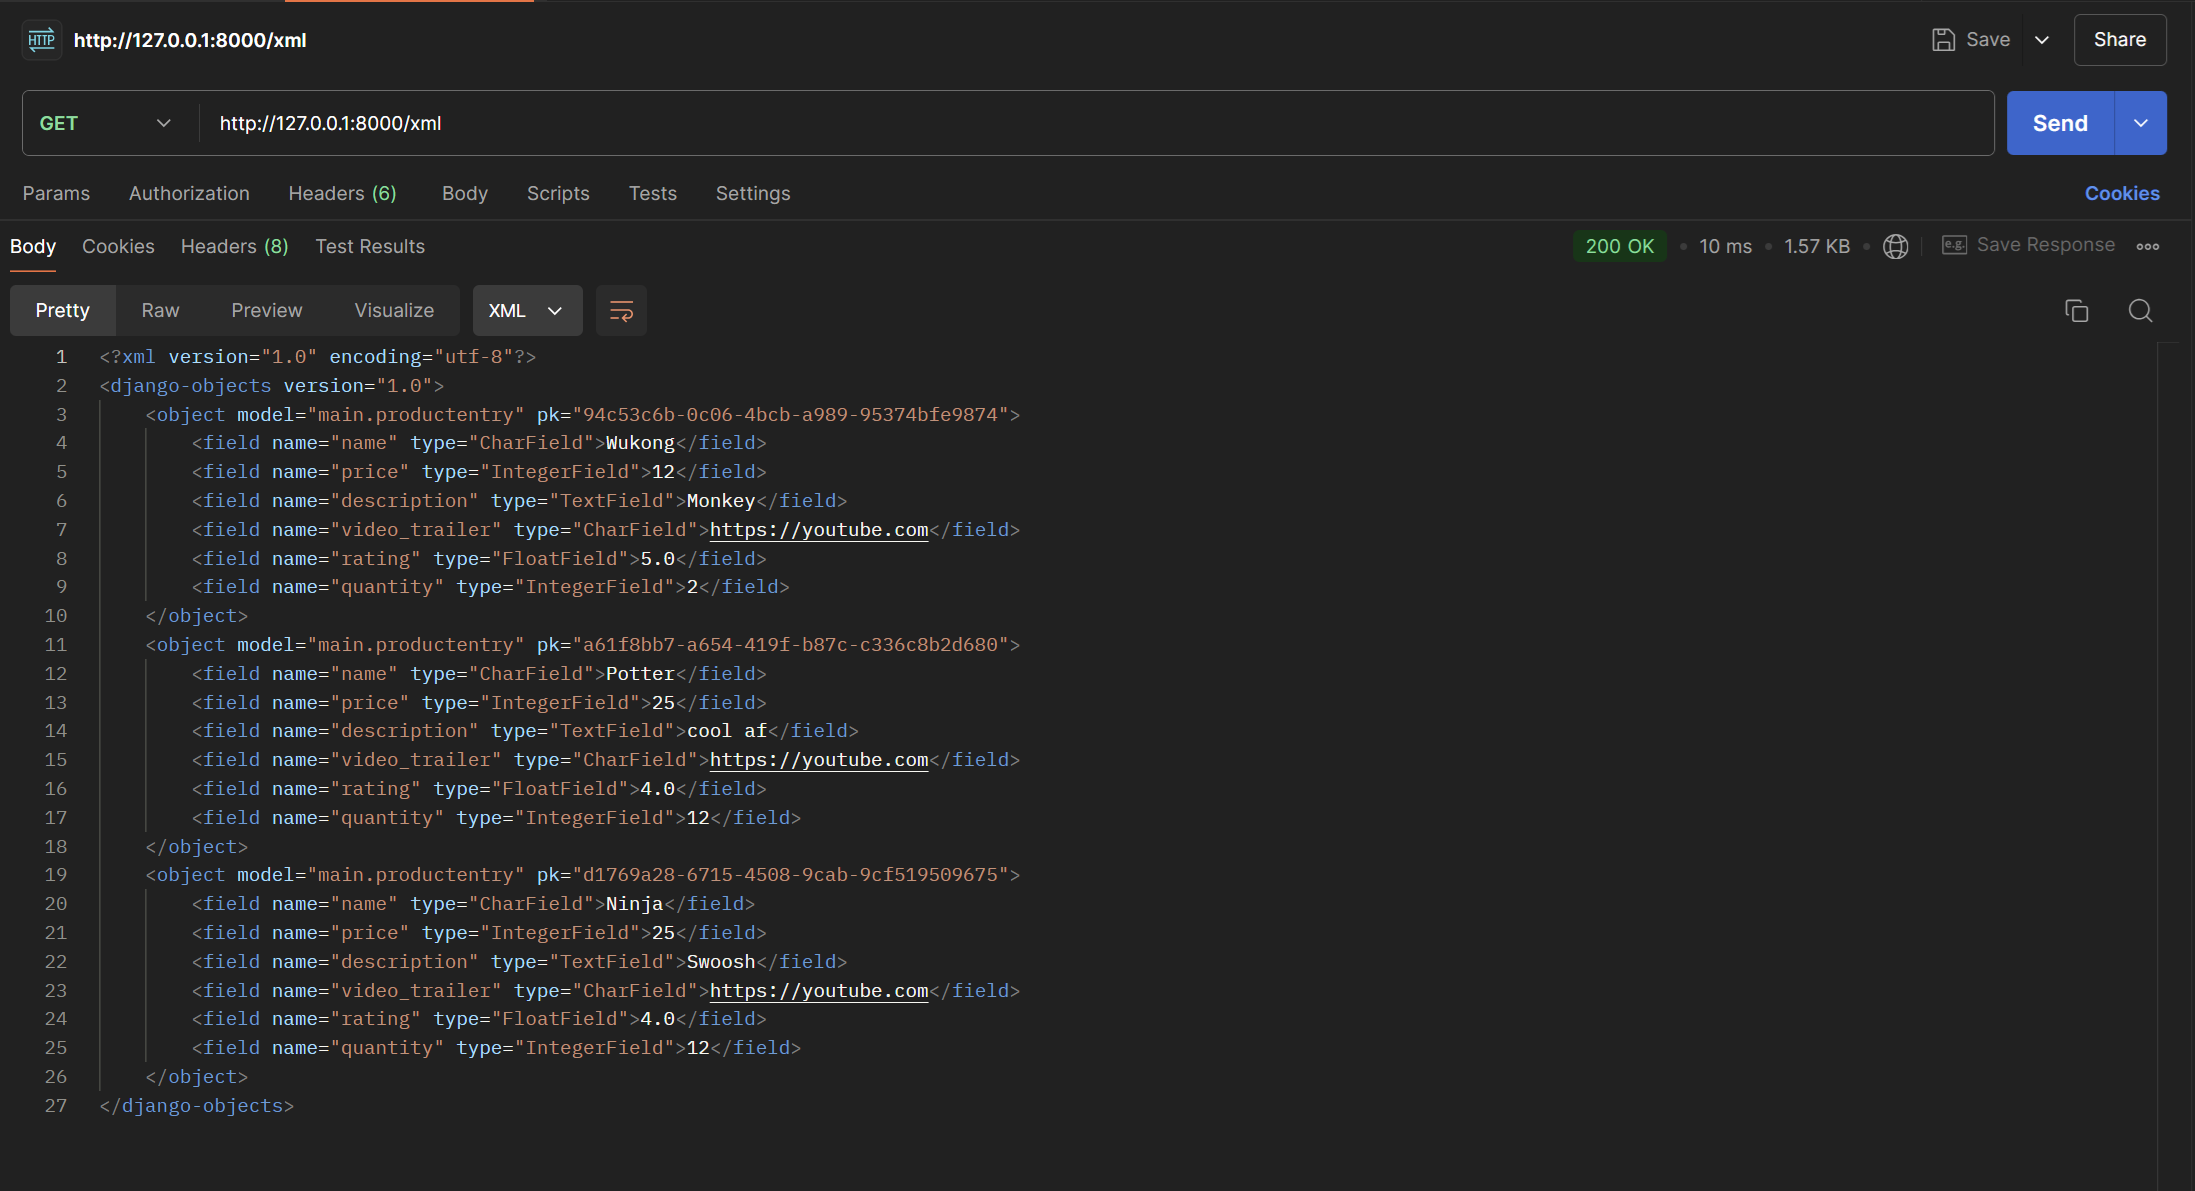 HTTP http://127.0.0.1:8000/xml Save Share
GET http://127.0.0.1:8000/xml Send
Params Authorization Headers (6) Body Scripts Tests Settings Cookies
Body Cookies Headers (8) Test Results 200 OK • 10 ms • 1.57 KB • e.g. Save Response
Pretty Raw Preview Visualize XML
1 <?xml version="1.0" encoding="utf-8"?>
2 <django-objects version="1.0">
3 <object model="main.productentry" pk="94c53c6b-0c06-4bcb-a989-95374bfe9874">
4 <field name="name" type="CharField">Wukong</field>
5 <field name="price" type="IntegerField">12</field>
6 <field name="description" type="TextField">Monkey</field>
7 <field name="video_trailer" type="CharField">https://youtube.com</field>
8 <field name="rating" type="FloatField">5.0</field>
9 <field name="quantity" type="IntegerField">2</field>
10 </object>
11 <object model="main.productentry" pk="a61f8bb7-a654-419f-b87c-c336c8b2d680">
12 <field name="name" type="CharField">Potter</field>
13 <field name="price" type="IntegerField">25</field>
14 <field name="description" type="TextField">cool af</field>
15 <field name="video_trailer" type="CharField">https://youtube.com</field>
16 <field name="rating" type="FloatField">4.0</field>
17 <field name="quantity" type="IntegerField">12</field>
18 </object>
19 <object model="main.productentry" pk="d1769a28-6715-4508-9cab-9cf519509675">
20 <field name="name" type="CharField">Ninja</field>
21 <field name="price" type="IntegerField">25</field>
22 <field name="description" type="TextField">Swoosh</field>
23 <field name="video_trailer" type="CharField">https://youtube.com</field>
24 <field name="rating" type="FloatField">4.0</field>
25 <field name="quantity" type="IntegerField">12</field>
26 </object>
27 </django-objects>